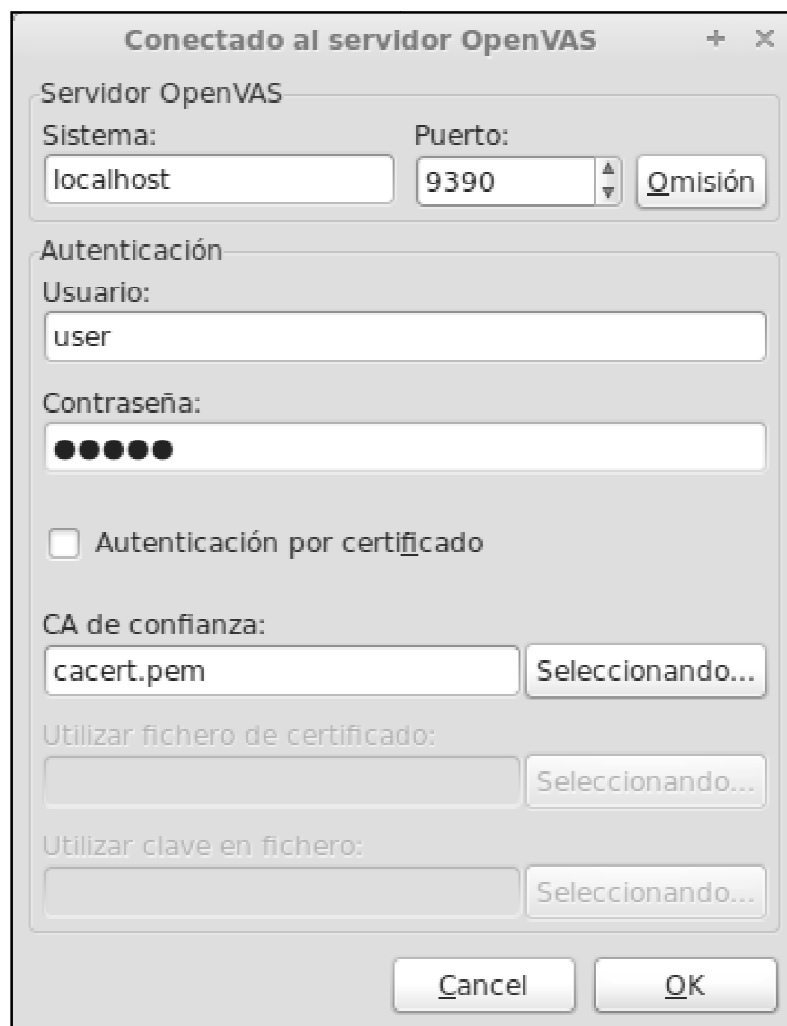 Conectado al servidor OpenVAS
Servidor OpenVAS
Sistema: Puerto:
localhost 9390 Omisión
Autenticación
Usuario:
user
Contraseña:
●●●●●
Autenticación por certificado
CA de confianza:
cacert.pem Seleccionando...
Utilizar fichero de certificado:
Seleccionando...
Utilizar clave en fichero:
Seleccionando...
Cancel OK